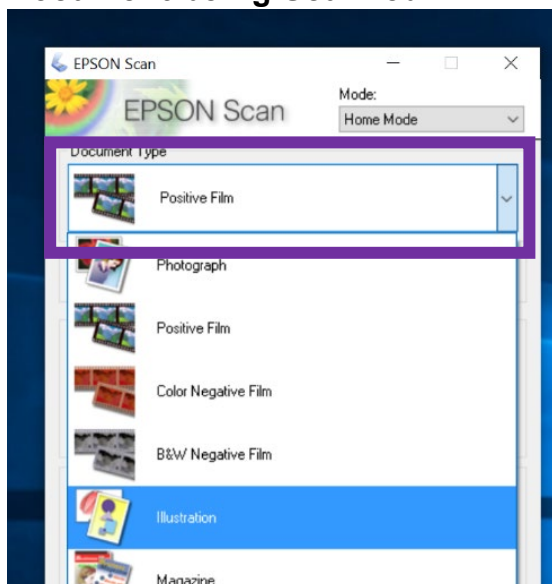 EPSON Scan
EPSON Scan
Mode:
Home Mode
Document Type
Positive Film
Photograph
Positive Film
Color Negative Film
B&W Negative Film
Illustration
Magazine